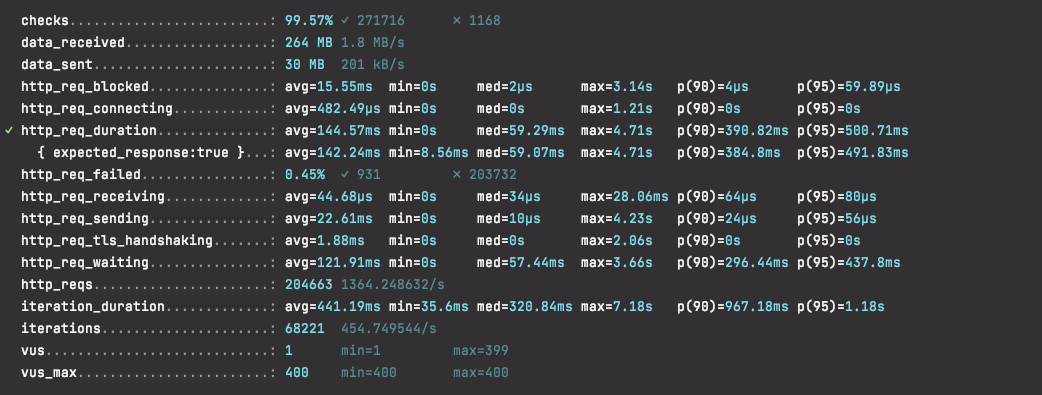 checks.........................: 99.57% ✓ 271716 ✗ 1168
data_received..................: 264 MB 1.8 MB/s
data_sent......................: 30 MB 201 kB/s
http_req_blocked...............: avg=15.55ms min=0s med=2µs max=3.14s p(90)=4µs p(95)=59.89µs
http_req_connecting............: avg=482.49µs min=0s med=0s max=1.21s p(90)=0s p(95)=0s
✓ http_req_duration..............: avg=144.57ms min=0s med=59.29ms max=4.71s p(90)=390.82ms p(95)=500.71ms
{ expected_response:true }...: avg=142.24ms min=8.56ms med=59.07ms max=4.71s p(90)=384.8ms p(95)=491.83ms
http_req_failed................: 0.45% ✓ 931 ✗ 203732
http_req_receiving.............: avg=44.68µs min=0s med=34µs max=28.06ms p(90)=64µs p(95)=80µs
http_req_sending...............: avg=22.61ms min=0s med=10µs max=4.23s p(90)=24µs p(95)=56µs
http_req_tls_handshaking.......: avg=1.88ms min=0s med=0s max=2.06s p(90)=0s p(95)=0s
http_req_waiting...............: avg=121.91ms min=0s med=57.44ms max=3.66s p(90)=296.44ms p(95)=437.8ms
http_reqs......................: 204663 1364.248632/s
iteration_duration.............: avg=441.19ms min=35.6ms med=320.84ms max=7.18s p(90)=967.18ms p(95)=1.18s
iterations.....................: 68221 454.749544/s
vus............................: 1 min=1 max=399
vus_max........................: 400 min=400 max=400